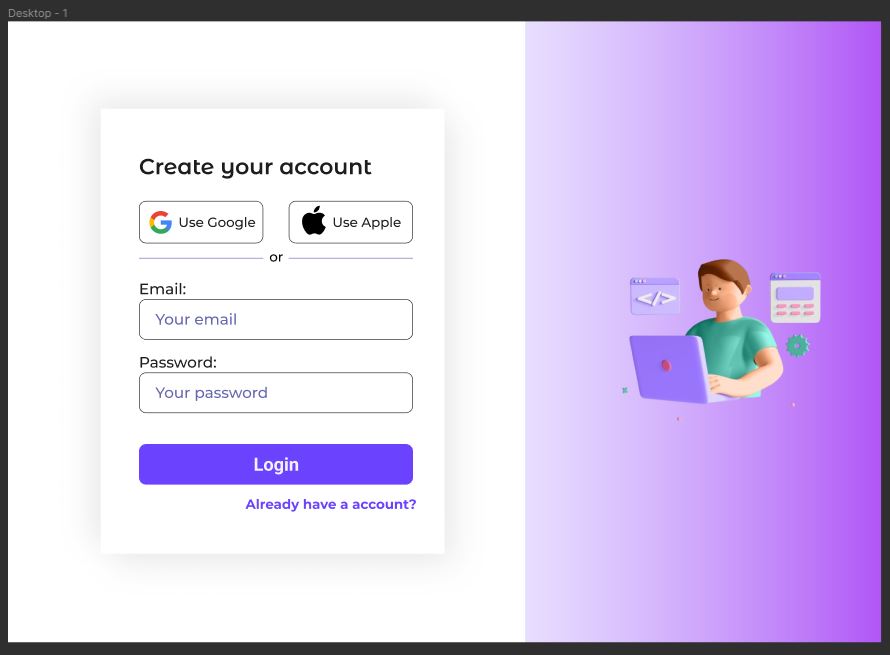 Desktop - 1
Create your account
Use Google
Use Apple
or
Email:
Your email
Password:
Your password
Login
Already have a account?
</>